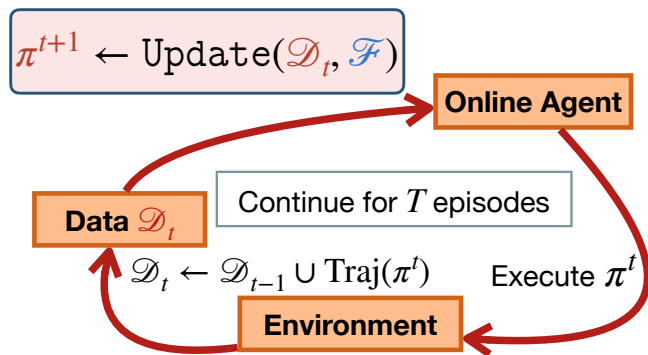 π^{t+1} ← Update(𝒟_t, ℱ)
Online Agent
Data 𝒟_t
Continue for T episodes
𝒟_t ← 𝒟_{t−1} ∪ Traj(π^t)
Execute π^t
Environment